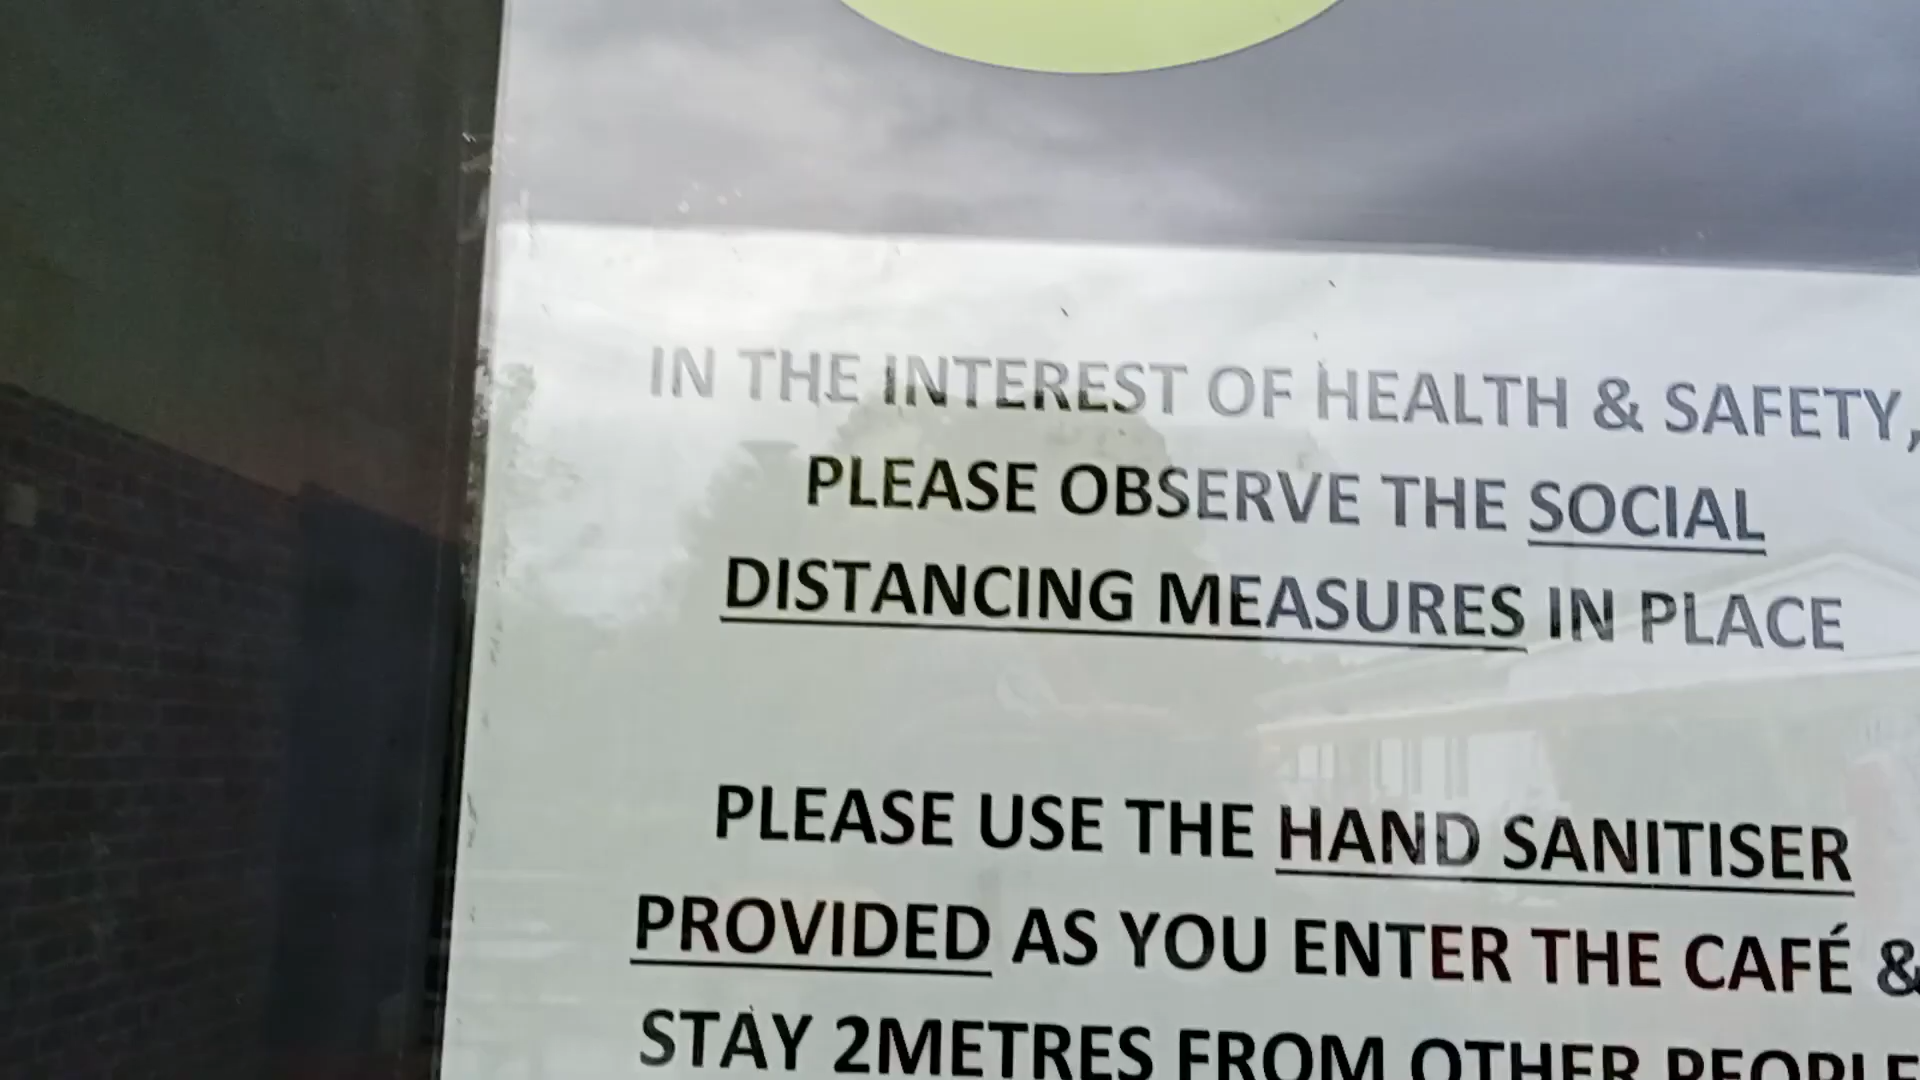 IN THE INTEREST OF HEALTH & SAFETY,
PLEASE OBSERVE THE SOCIAL
DISTANCING MEASURES IN PLACE
PLEASE USE THE HAND SANITISER
PROVIDED AS YOU ENTER THE CAFÉ &
STAY 2METRES FROM OTHER PEOPLE